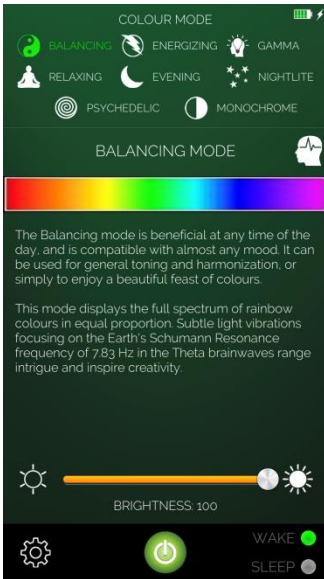 COLOUR MODE
BALANCING ENERGIZING GAMMA
RELAXING EVENING NIGHTLITE
PSYCHEDELIC MONOCHROME
BALANCING MODE
The Balancing mode is beneficial at any time of the
day, and is compatible with almost any mood. It can
be used for general toning and harmonization, or
simply to enjoy a beautiful feast of colours.
This mode displays the full spectrum of rainbow
colours in equal proportion. Subtle light vibrations
focusing on the Earth's Schumann Resonance
frequency of 7.83 Hz in the Theta brainwaves range
intrigue and inspire creativity.
BRIGHTNESS: 100
WAKE
SLEEP